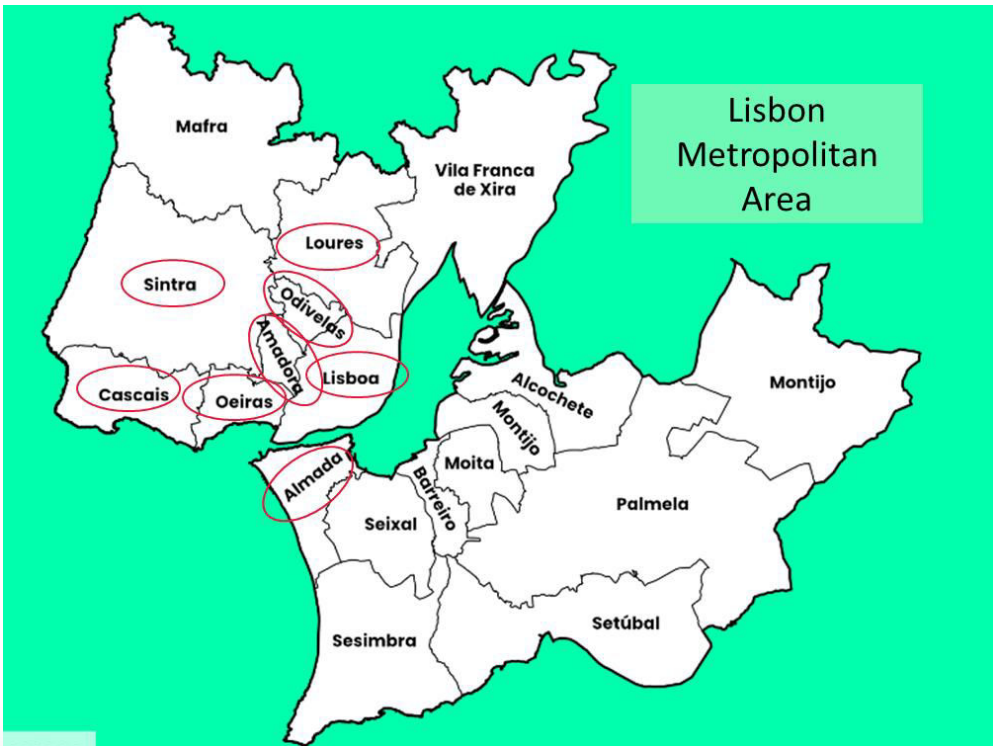 Lisbon
Metropolitan
Area
Mafra
Vila Franca
de Xira
Loures
Sintra
Odivelas
Amadora
Lisboa
Cascais
Oeiras
Alcochete
Montijo
Montijo
Almada
Moita
Barreiro
Seixal
Palmela
Sesimbra
Setúbal